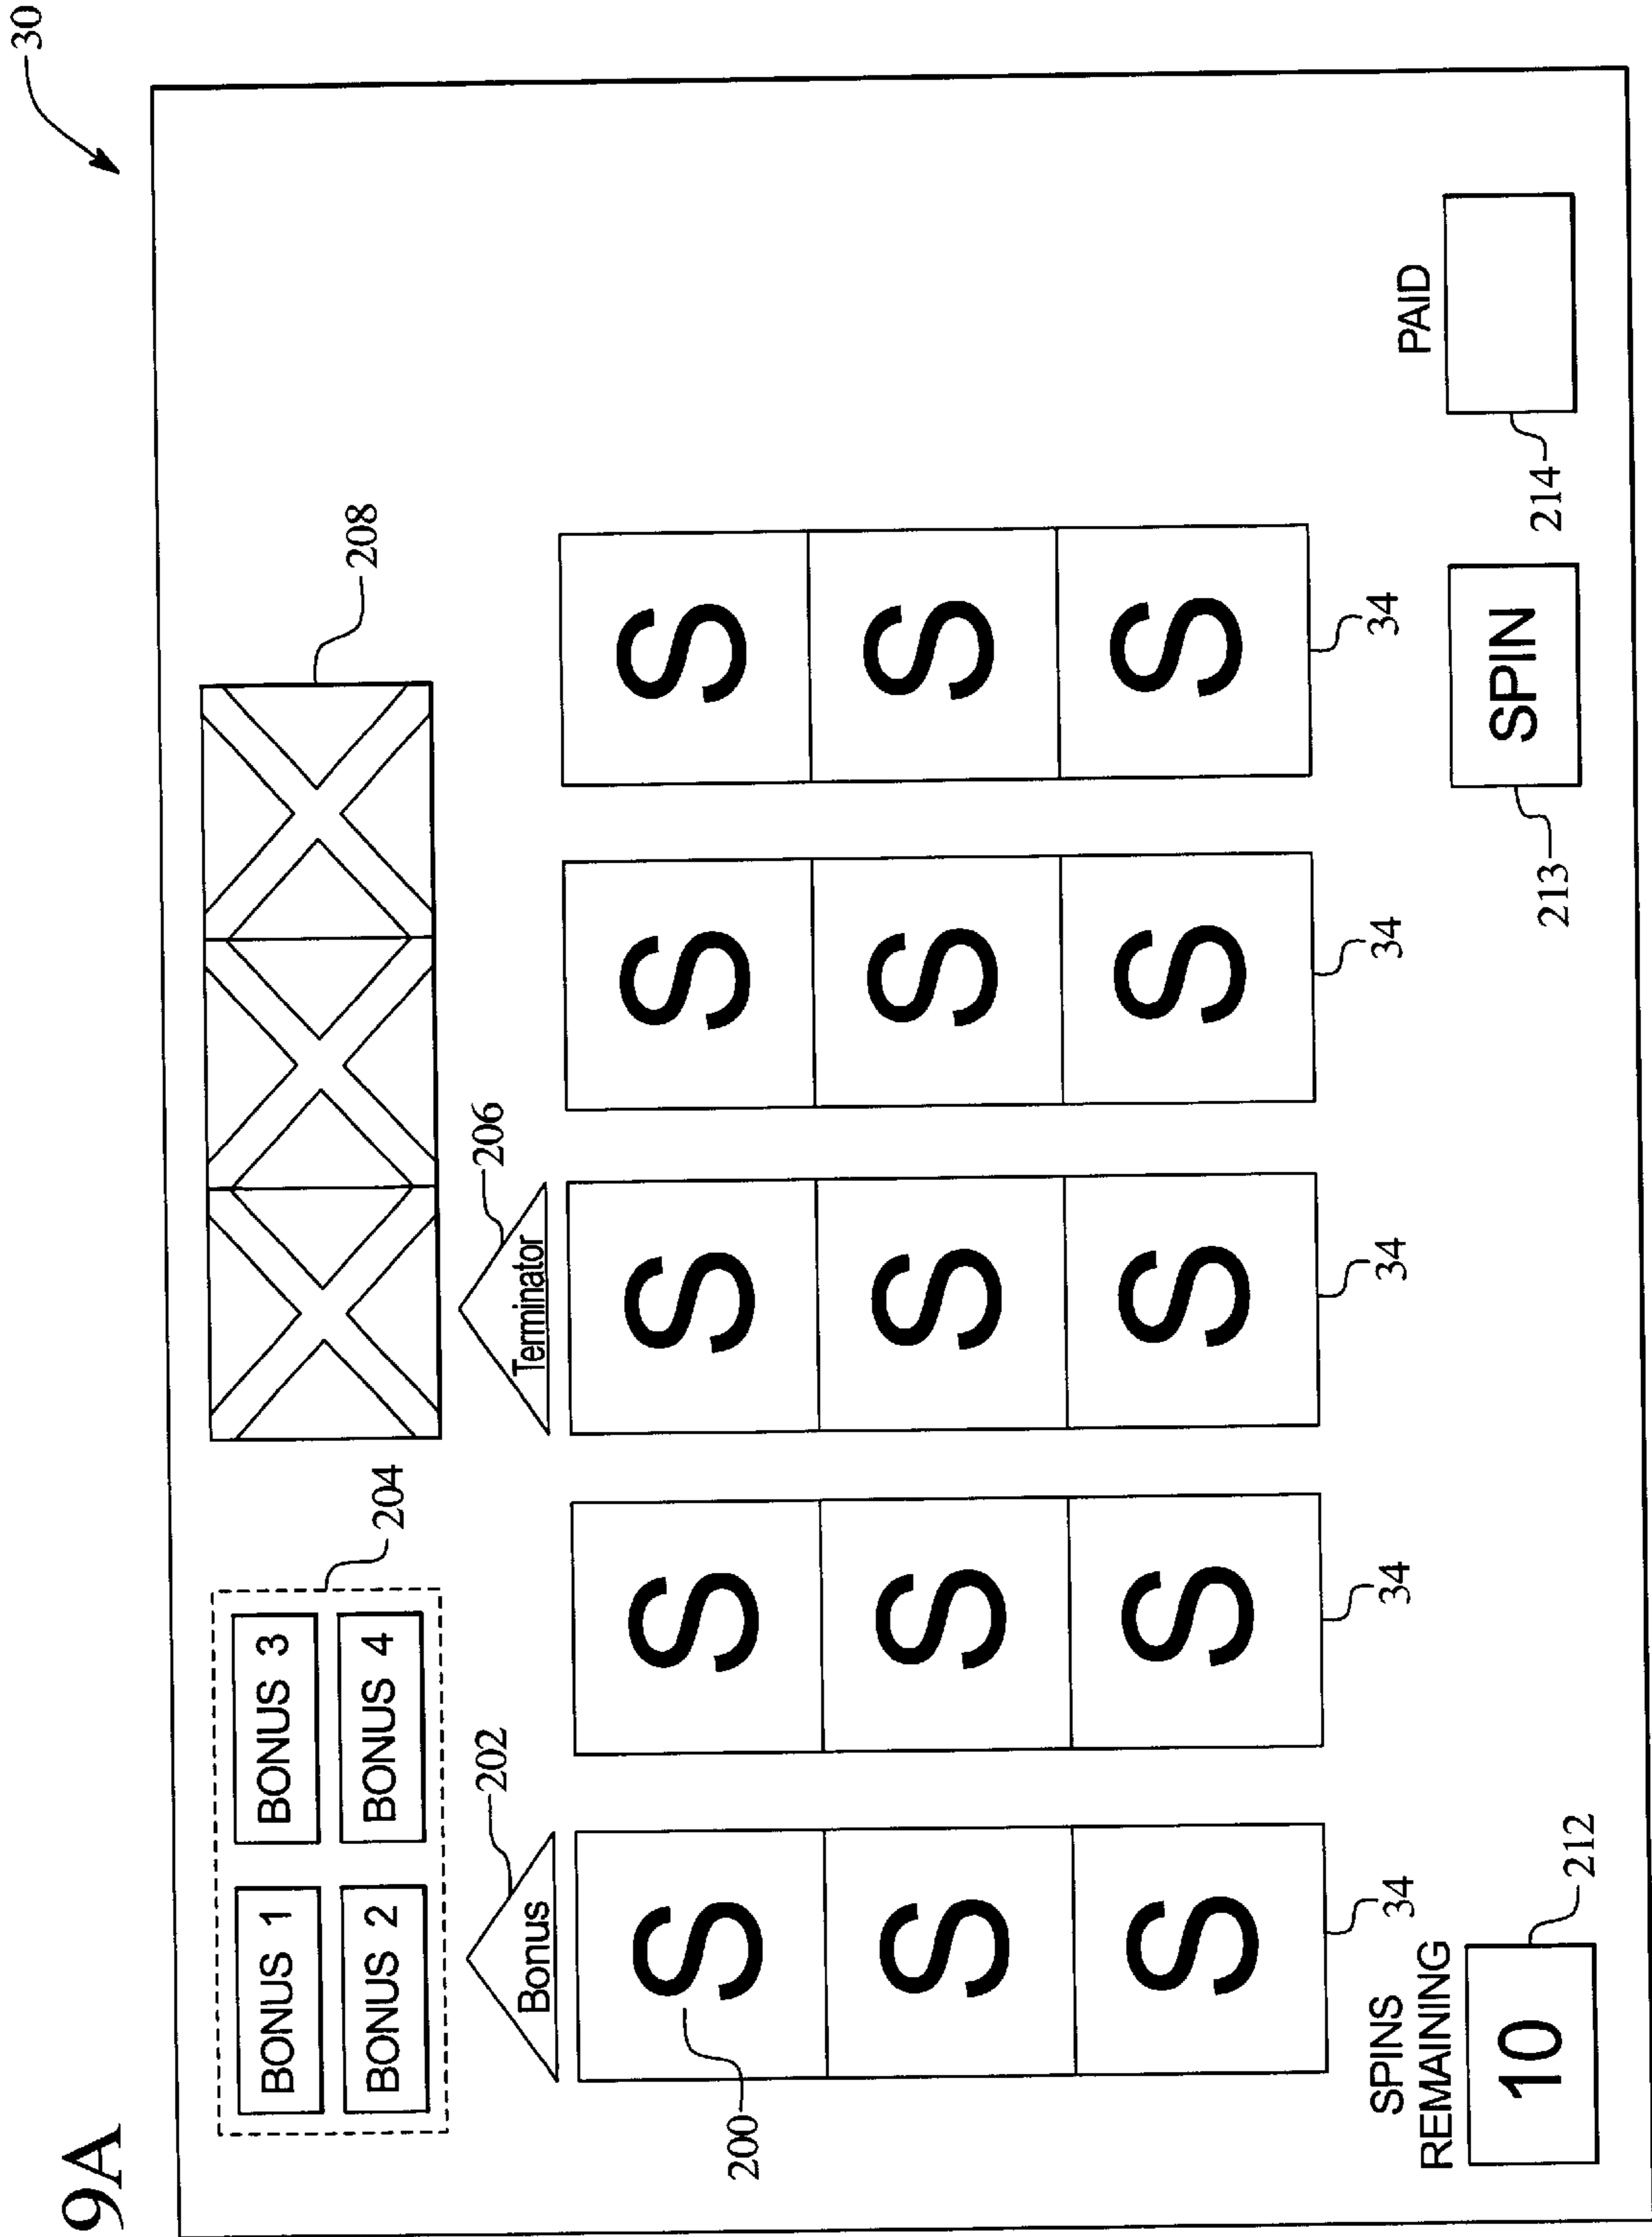 9A
30
BONUS 1
BONUS 3
BONUS 2
BONUS 4
204
208
Bonus
202
Terminator
206
S S S S S
200
S S S S S
S S S S S
34 34 34 34 34
SPINS
REMAINING
10
212
SPIN
213
PAID
214